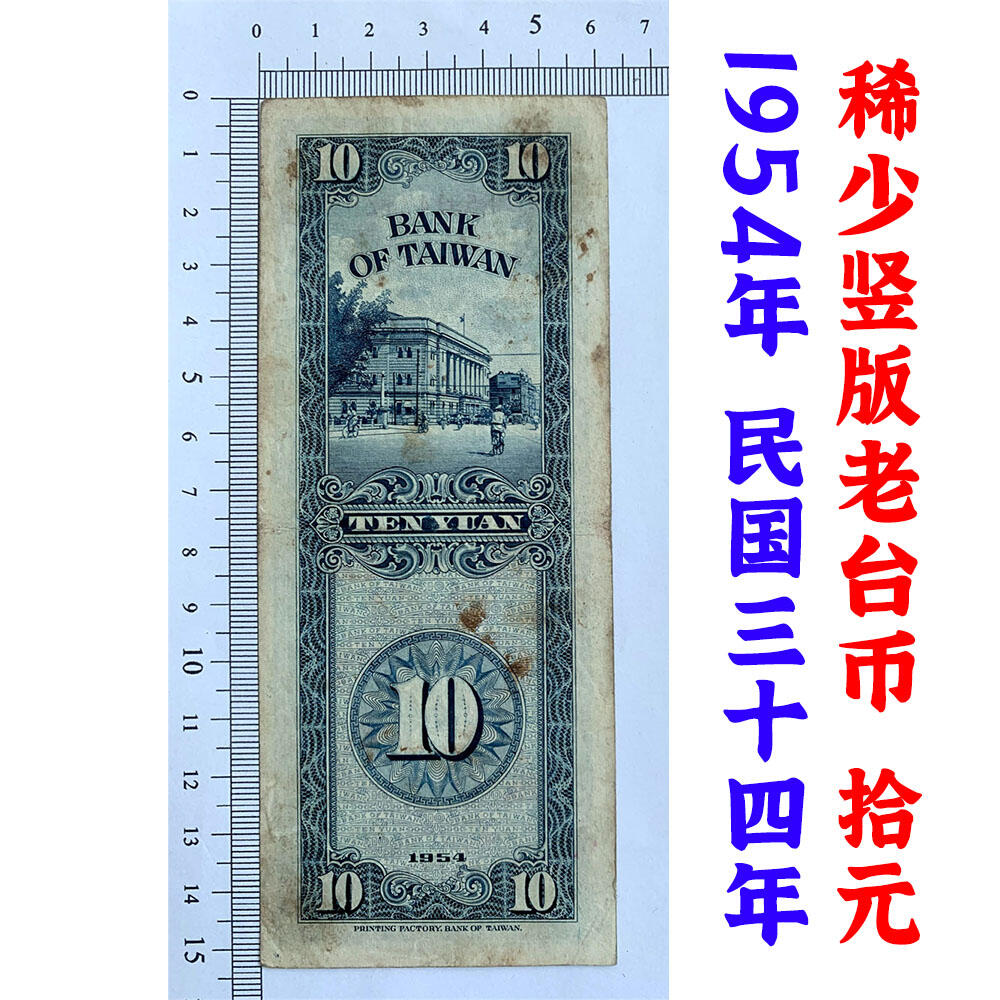 稀少竖版老台币 拾元
1954年 民国三十四年
0 1 2 3 4 5 6 7
0 1 2 3 4 5 6 7 8 9 10 11 12 13 14 15
10 10
BANK
OF TAIWAN
TEN YUAN
10
1954
10 10
PRINTING FACTORY, BANK OF TAIWAN.